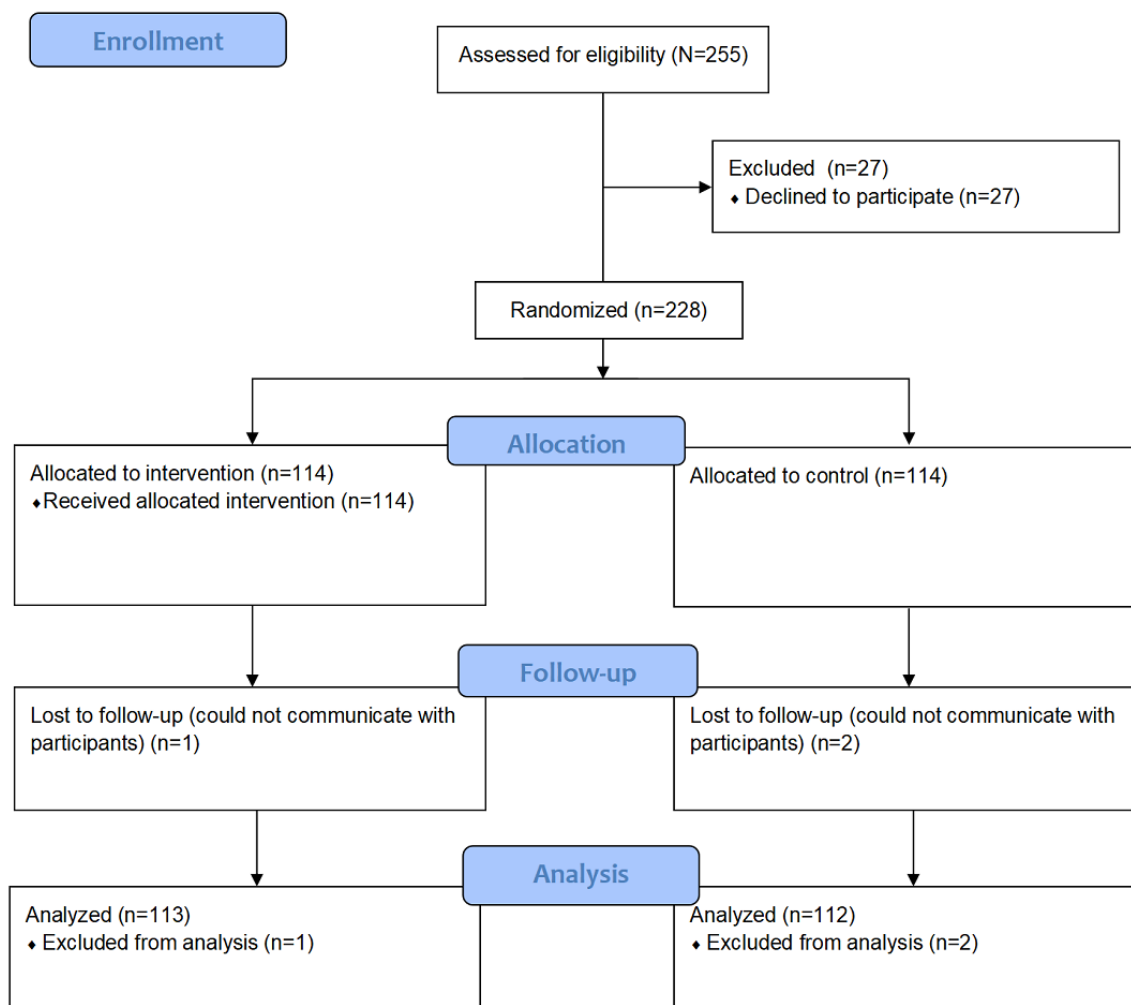 Enrollment
Assessed for eligibility (N=255)
Excluded  (n=27)
⬧ Declined to participate (n=27)
Randomized (n=228)
Allocation
Allocated to intervention (n=114)
⬧Received allocated intervention (n=114)
Allocated to control (n=114)
Follow-up
Lost to follow-up (could not communicate with
participants) (n=1)
Lost to follow-up (could not communicate with
participants) (n=2)
Analysis
Analyzed (n=113)
⬧ Excluded from analysis (n=1)
Analyzed (n=112)
⬧ Excluded from analysis (n=2)